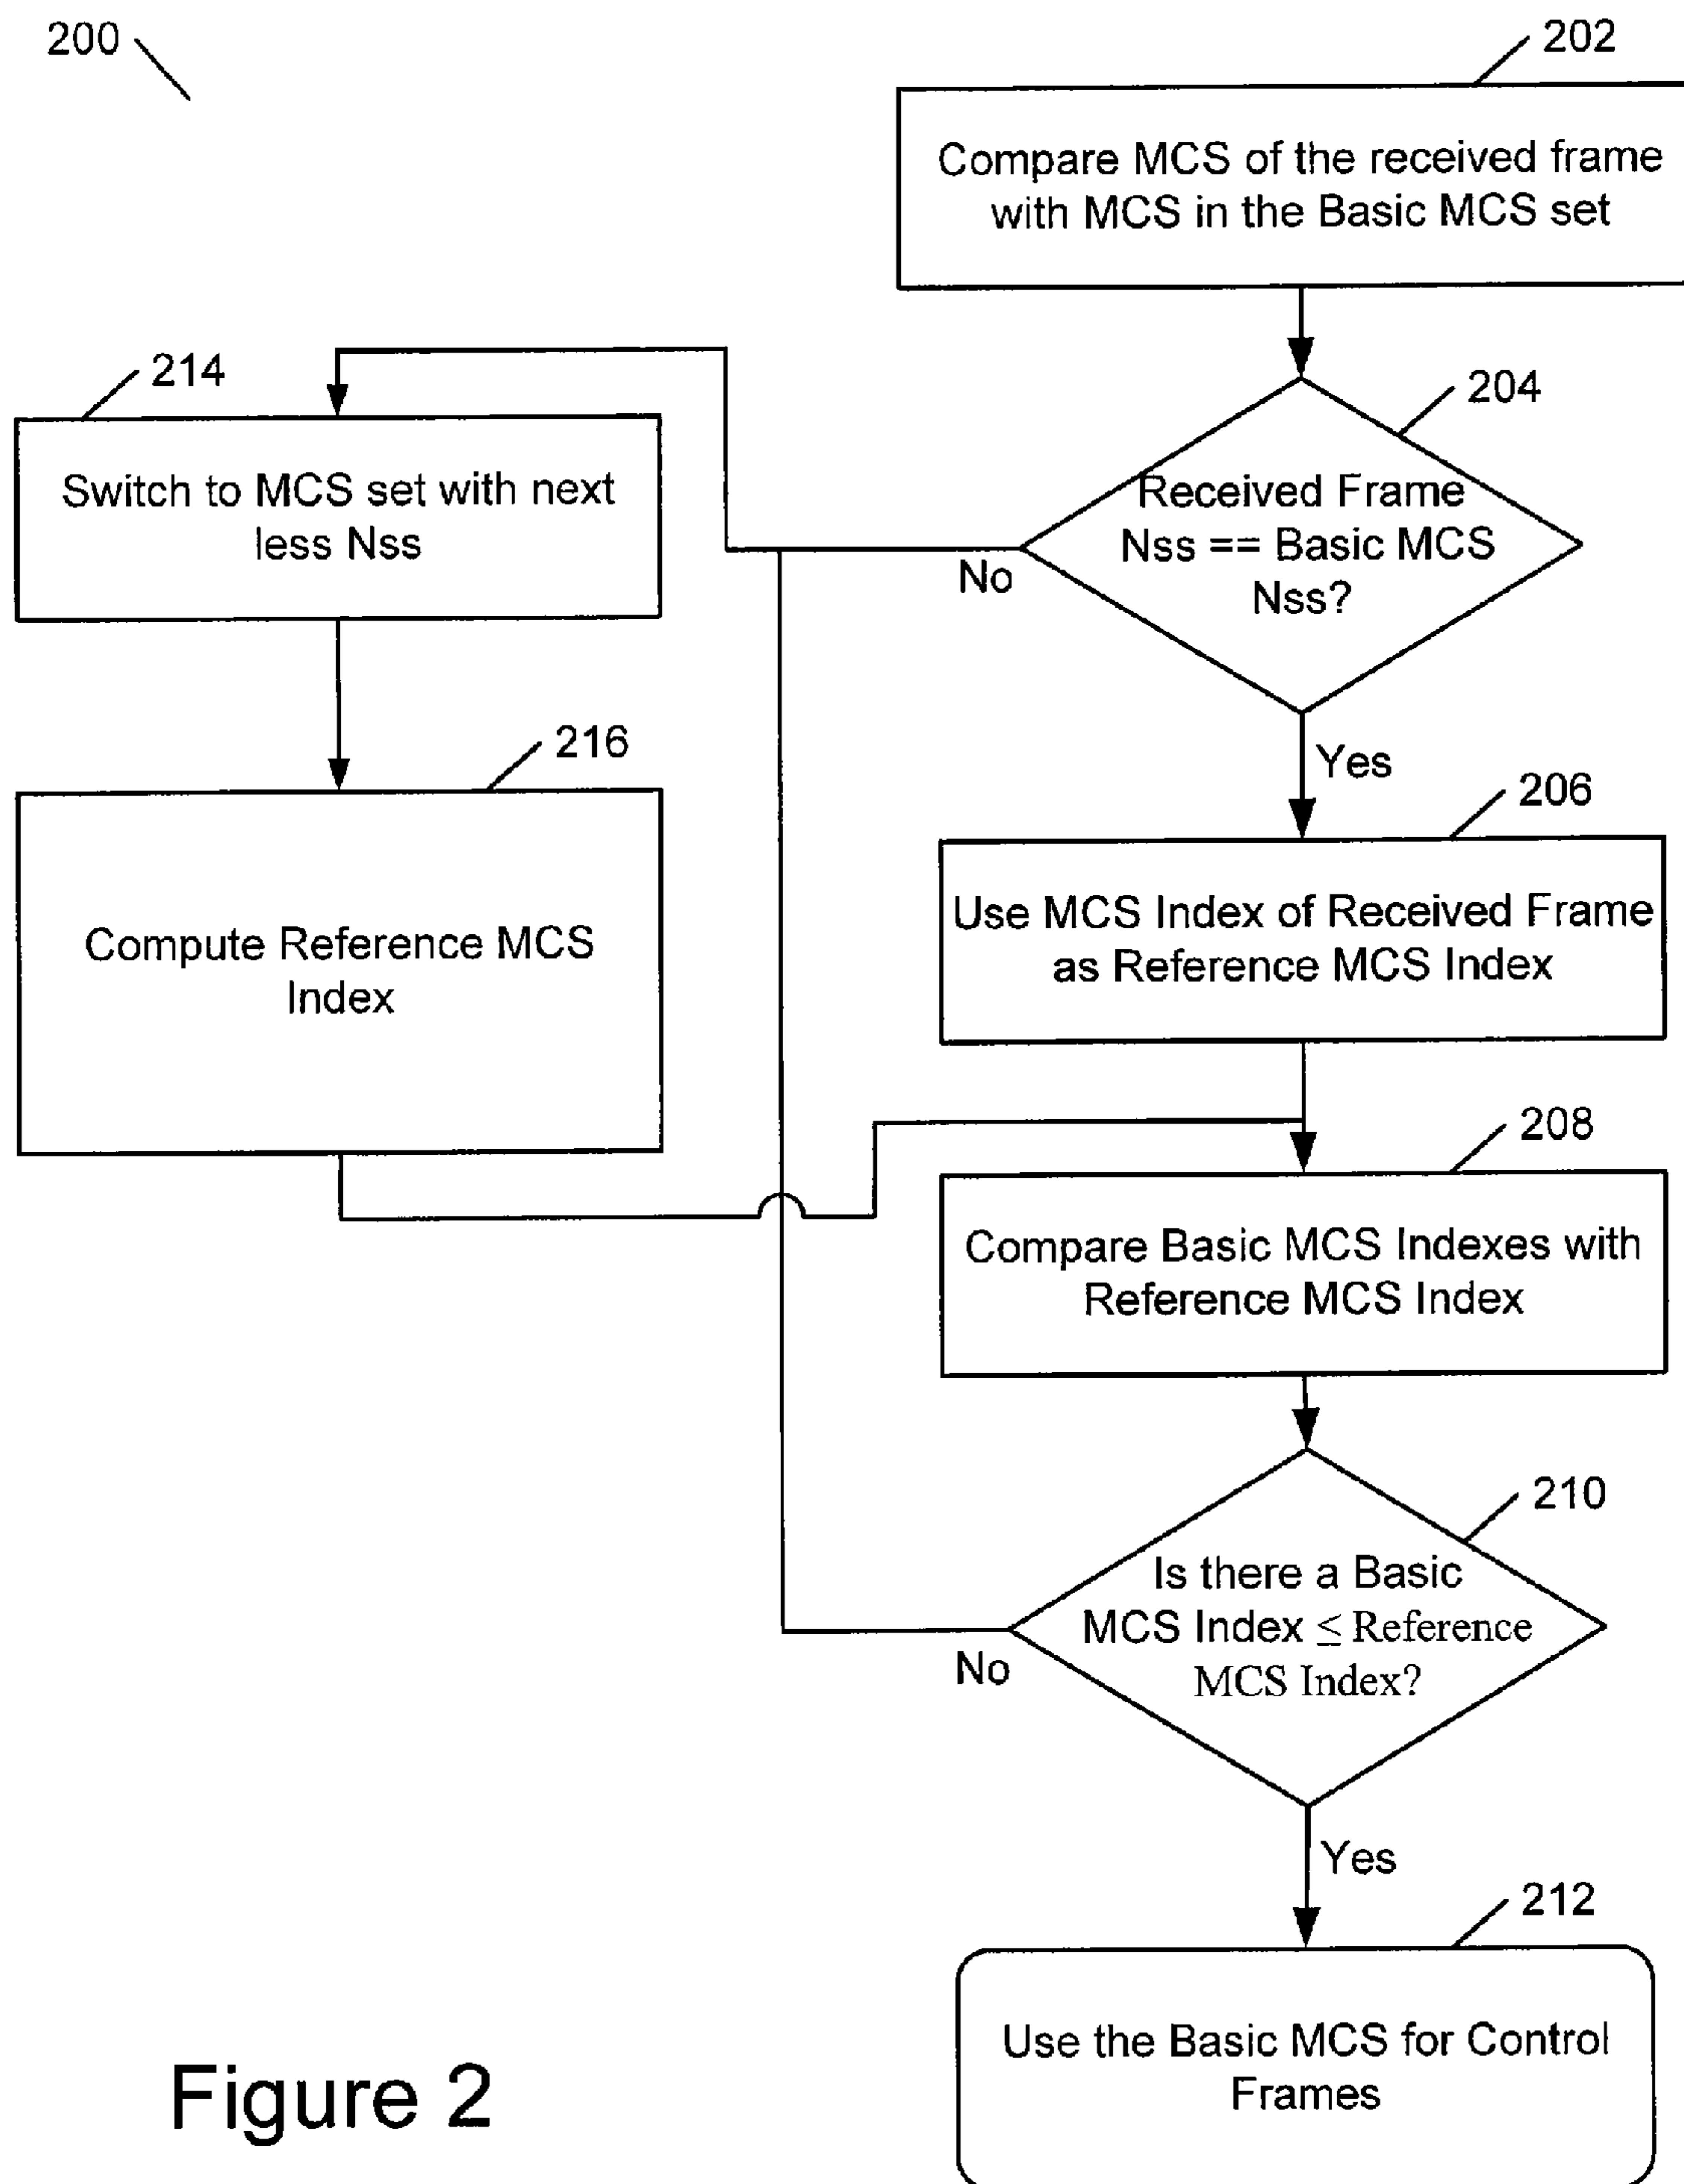 200
202
Compare MCS of the received frame
with MCS in the Basic MCS set
214
204
Switch to MCS set with next
less Nss
Received Frame
Nss == Basic MCS
Nss?
No
Yes
216
206
Compute Reference MCS
Index
Use MCS Index of Received Frame
as Reference MCS Index
208
Compare Basic MCS Indexes with
Reference MCS Index
210
Is there a Basic
MCS Index ≤ Reference
MCS Index?
No
Yes
212
Use the Basic MCS for Control
Frames
Figure 2